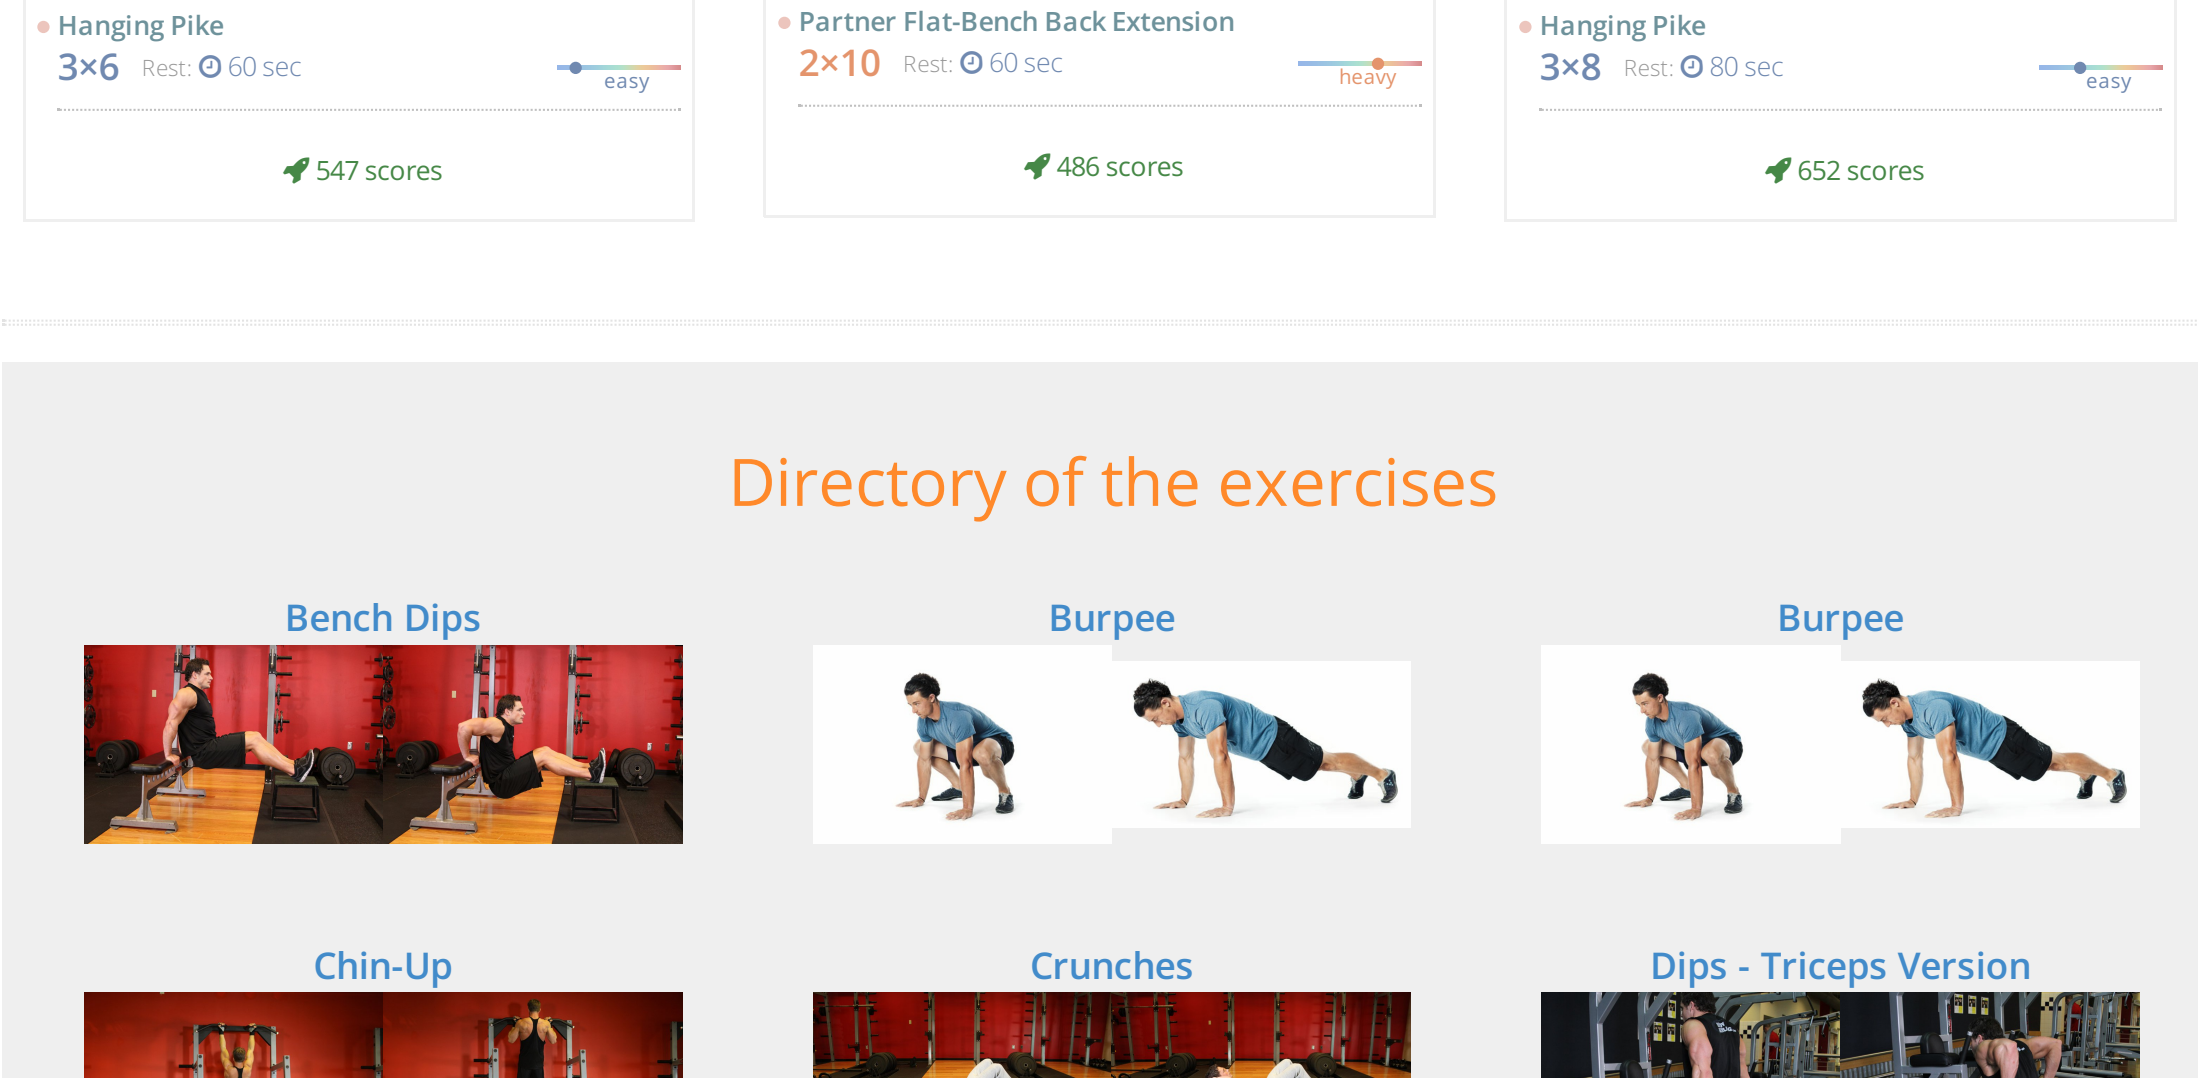 Hanging Pike
3×6 Rest: 60 sec
easy
547 scores
Partner Flat-Bench Back Extension
2×10 Rest: 60 sec
heavy
486 scores
Hanging Pike
3×8 Rest: 80 sec
easy
652 scores
Directory of the exercises
Bench Dips
Burpee
Burpee
Chin-Up
Crunches
Dips - Triceps Version